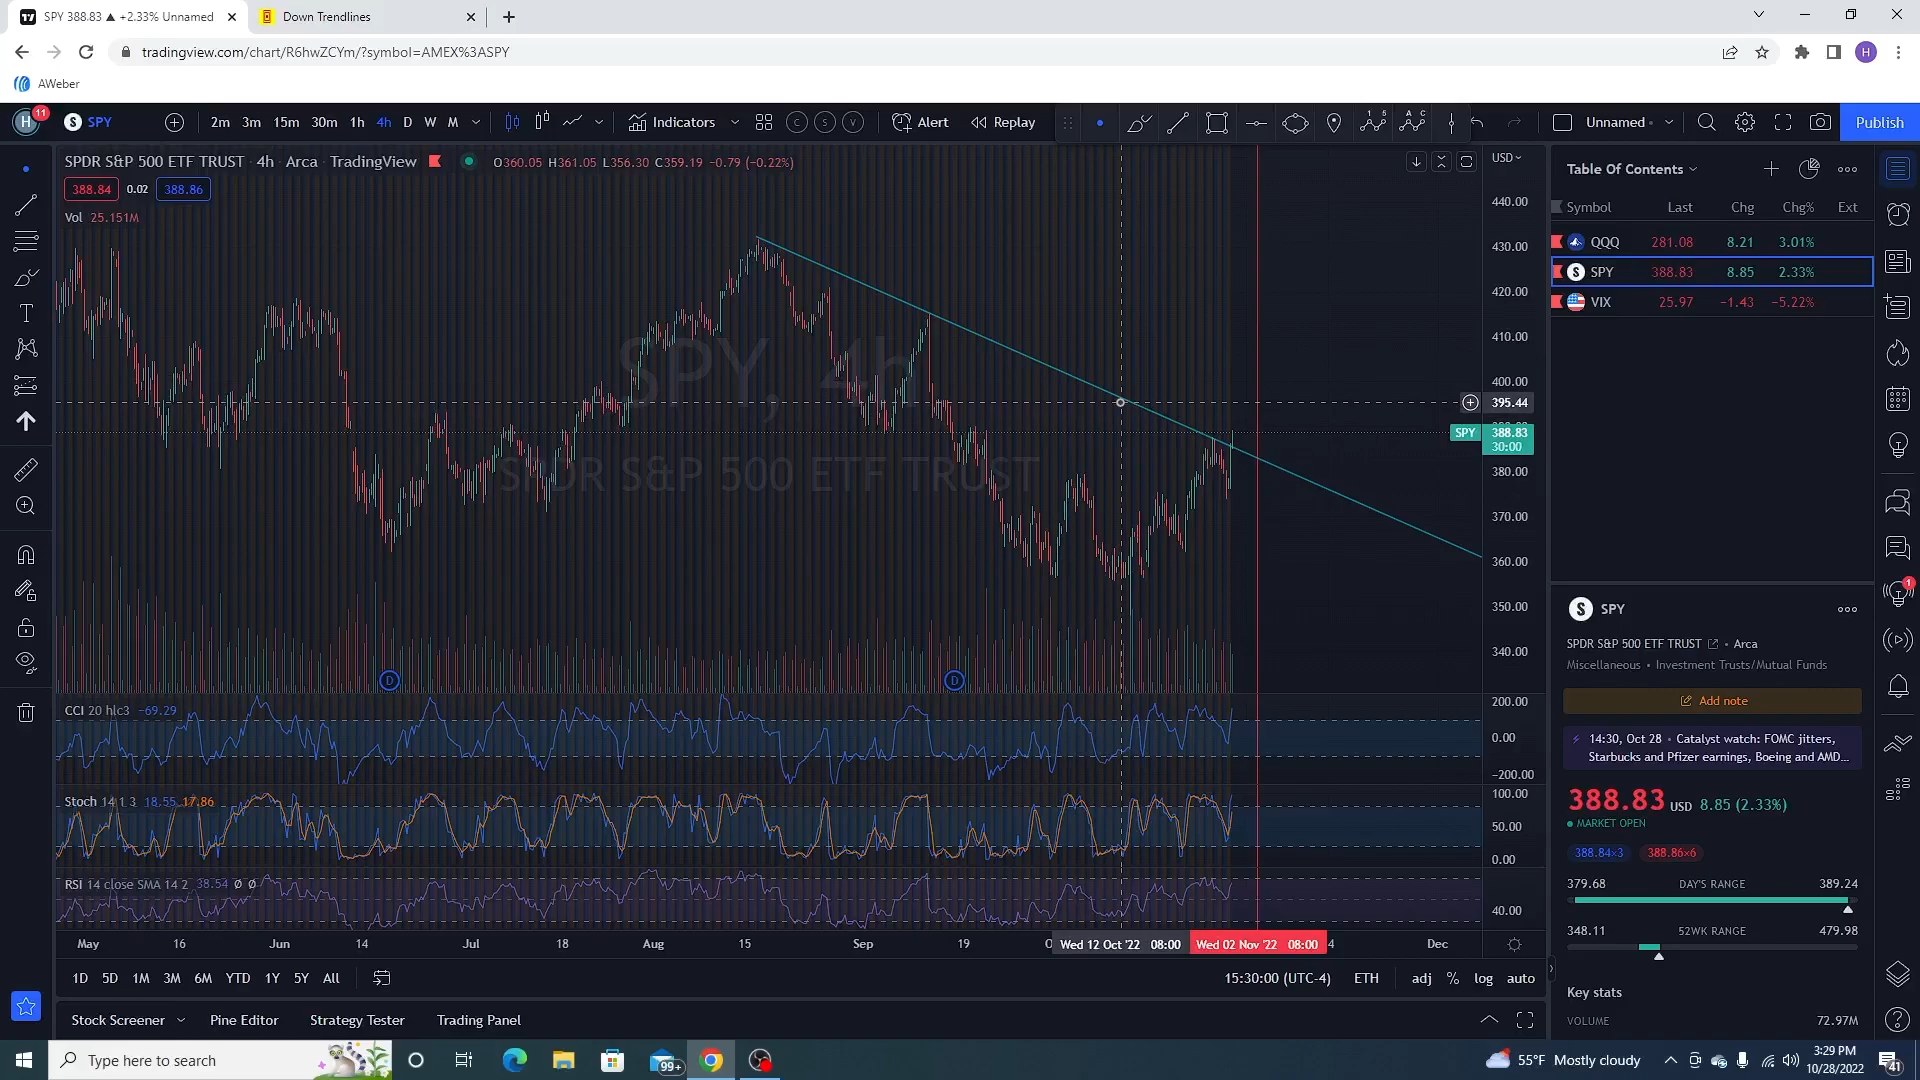 SPY 388.83 ▲ +2.33% Unnamed
Down Trendlines
tradingview.com/chart/R6hwZCYm/?symbol=AMEX%3ASPY
H
AWeber
H 11
S SPY
2m 3m 15m 30m 1h 4h D W M
Indicators
C S V
Alert
Replay
Unnamed
Publish
SPDR S&P 500 ETF TRUST · 4h · Arca · TradingView
O360.05 H361.05 L356.30 C359.19 −0.79 (−0.22%)
388.84 0.02 388.86
Vol 25.151M
SPY, 4h
SPDR S&P 500 ETF TRUST
USD
440.00
430.00
420.00
410.00
400.00
395.44
SPY 388.83
30:00
380.00
370.00
360.00
350.00
340.00
D
D
CCI 20 hlc3 −69.29
200.00
0.00
−200.00
Stoch 14 1 3 18.55 17.86
100.00
50.00
0.00
RSI 14 close SMA 14 2 38.54 Ø Ø
40.00
May 16 Jun 14 Jul 18 Aug 15 Sep 19 Wed 12 Oct '22 08:00 Wed 02 Nov '22 08:00 Dec
1D 5D 1M 3M 6M YTD 1Y 5Y All
15:30:00 (UTC-4) ETH adj % log auto
Stock Screener
Pine Editor
Strategy Tester
Trading Panel
Table Of Contents
Symbol Last Chg Chg% Ext
QQQ 281.08 8.21 3.01%
S SPY 388.83 8.85 2.33%
VIX 25.97 −1.43 −5.22%
S SPY
SPDR S&P 500 ETF TRUST · Arca
Miscellaneous · Investment Trusts/Mutual Funds
Add note
14:30, Oct 28 · Catalyst watch: FOMC jitters,
Starbucks and Pfizer earnings, Boeing and AMD...
388.83 USD 8.85 (2.33%)
MARKET OPEN
388.84×3 388.86×6
379.68 DAY'S RANGE 389.24
348.11 52WK RANGE 479.98
Key stats
VOLUME 72.97M
1
Type here to search
99+
55°F Mostly cloudy
3:29 PM
10/28/2022
41